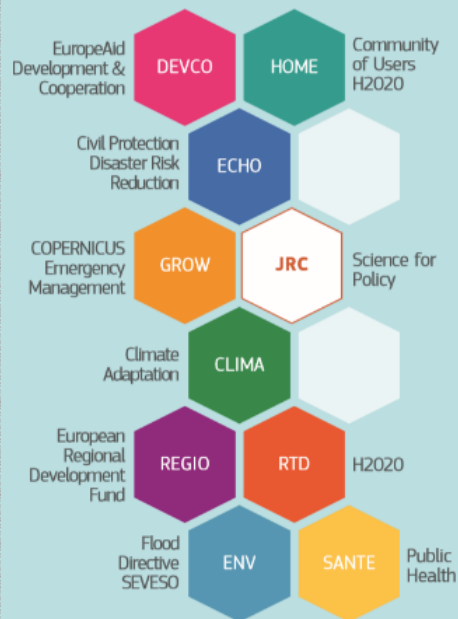 EuropeAid
Development &
Cooperation
DEVCO
HOME
Community
of Users
H2020
Civil Protection
Disaster Risk
Reduction
ECHO
COPERNICUS
Emergency
Management
GROW
JRC
Science for
Policy
Climate
Adaptation
CLIMA
European
Regional
Development
Fund
REGIO
RTD
H2020
Flood
Directive
SEVESO
ENV
SANTE
Public
Health